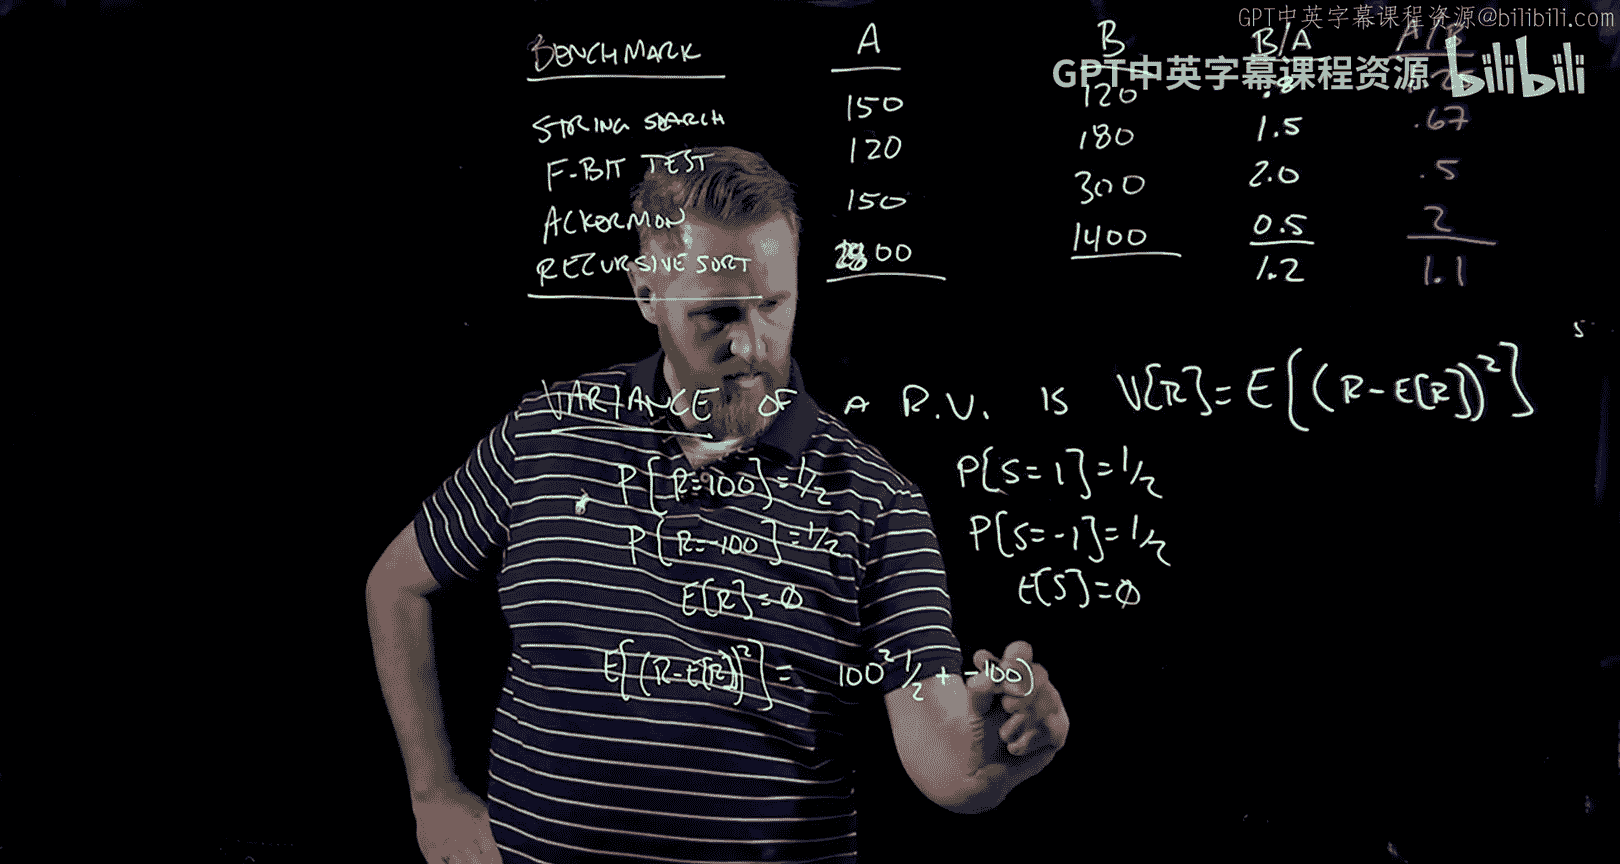 GPT中英字幕课程资源@bilibili.com
GPT中英字幕课程资源 bilibili
BENCHMARK A B B/A A/B
STRING SEARCH 150 120
F-BIT TEST 120 180 1.5 .67
ACKERMON 150 300 2.0 .5
RECURSIVE SORT 00 1400 0.5 2
1.2 1.1
VARIANCE OF A R.V. IS V[R]=E[(R-E[R])²]
P[R=100]=1/2 P[S=1]=1/2
P[R=-100]=1/2 P[S=-1]=1/2
E[R]=0 E[S]=0
E[(R-E[R])²]= 100² 1/2 + -100)